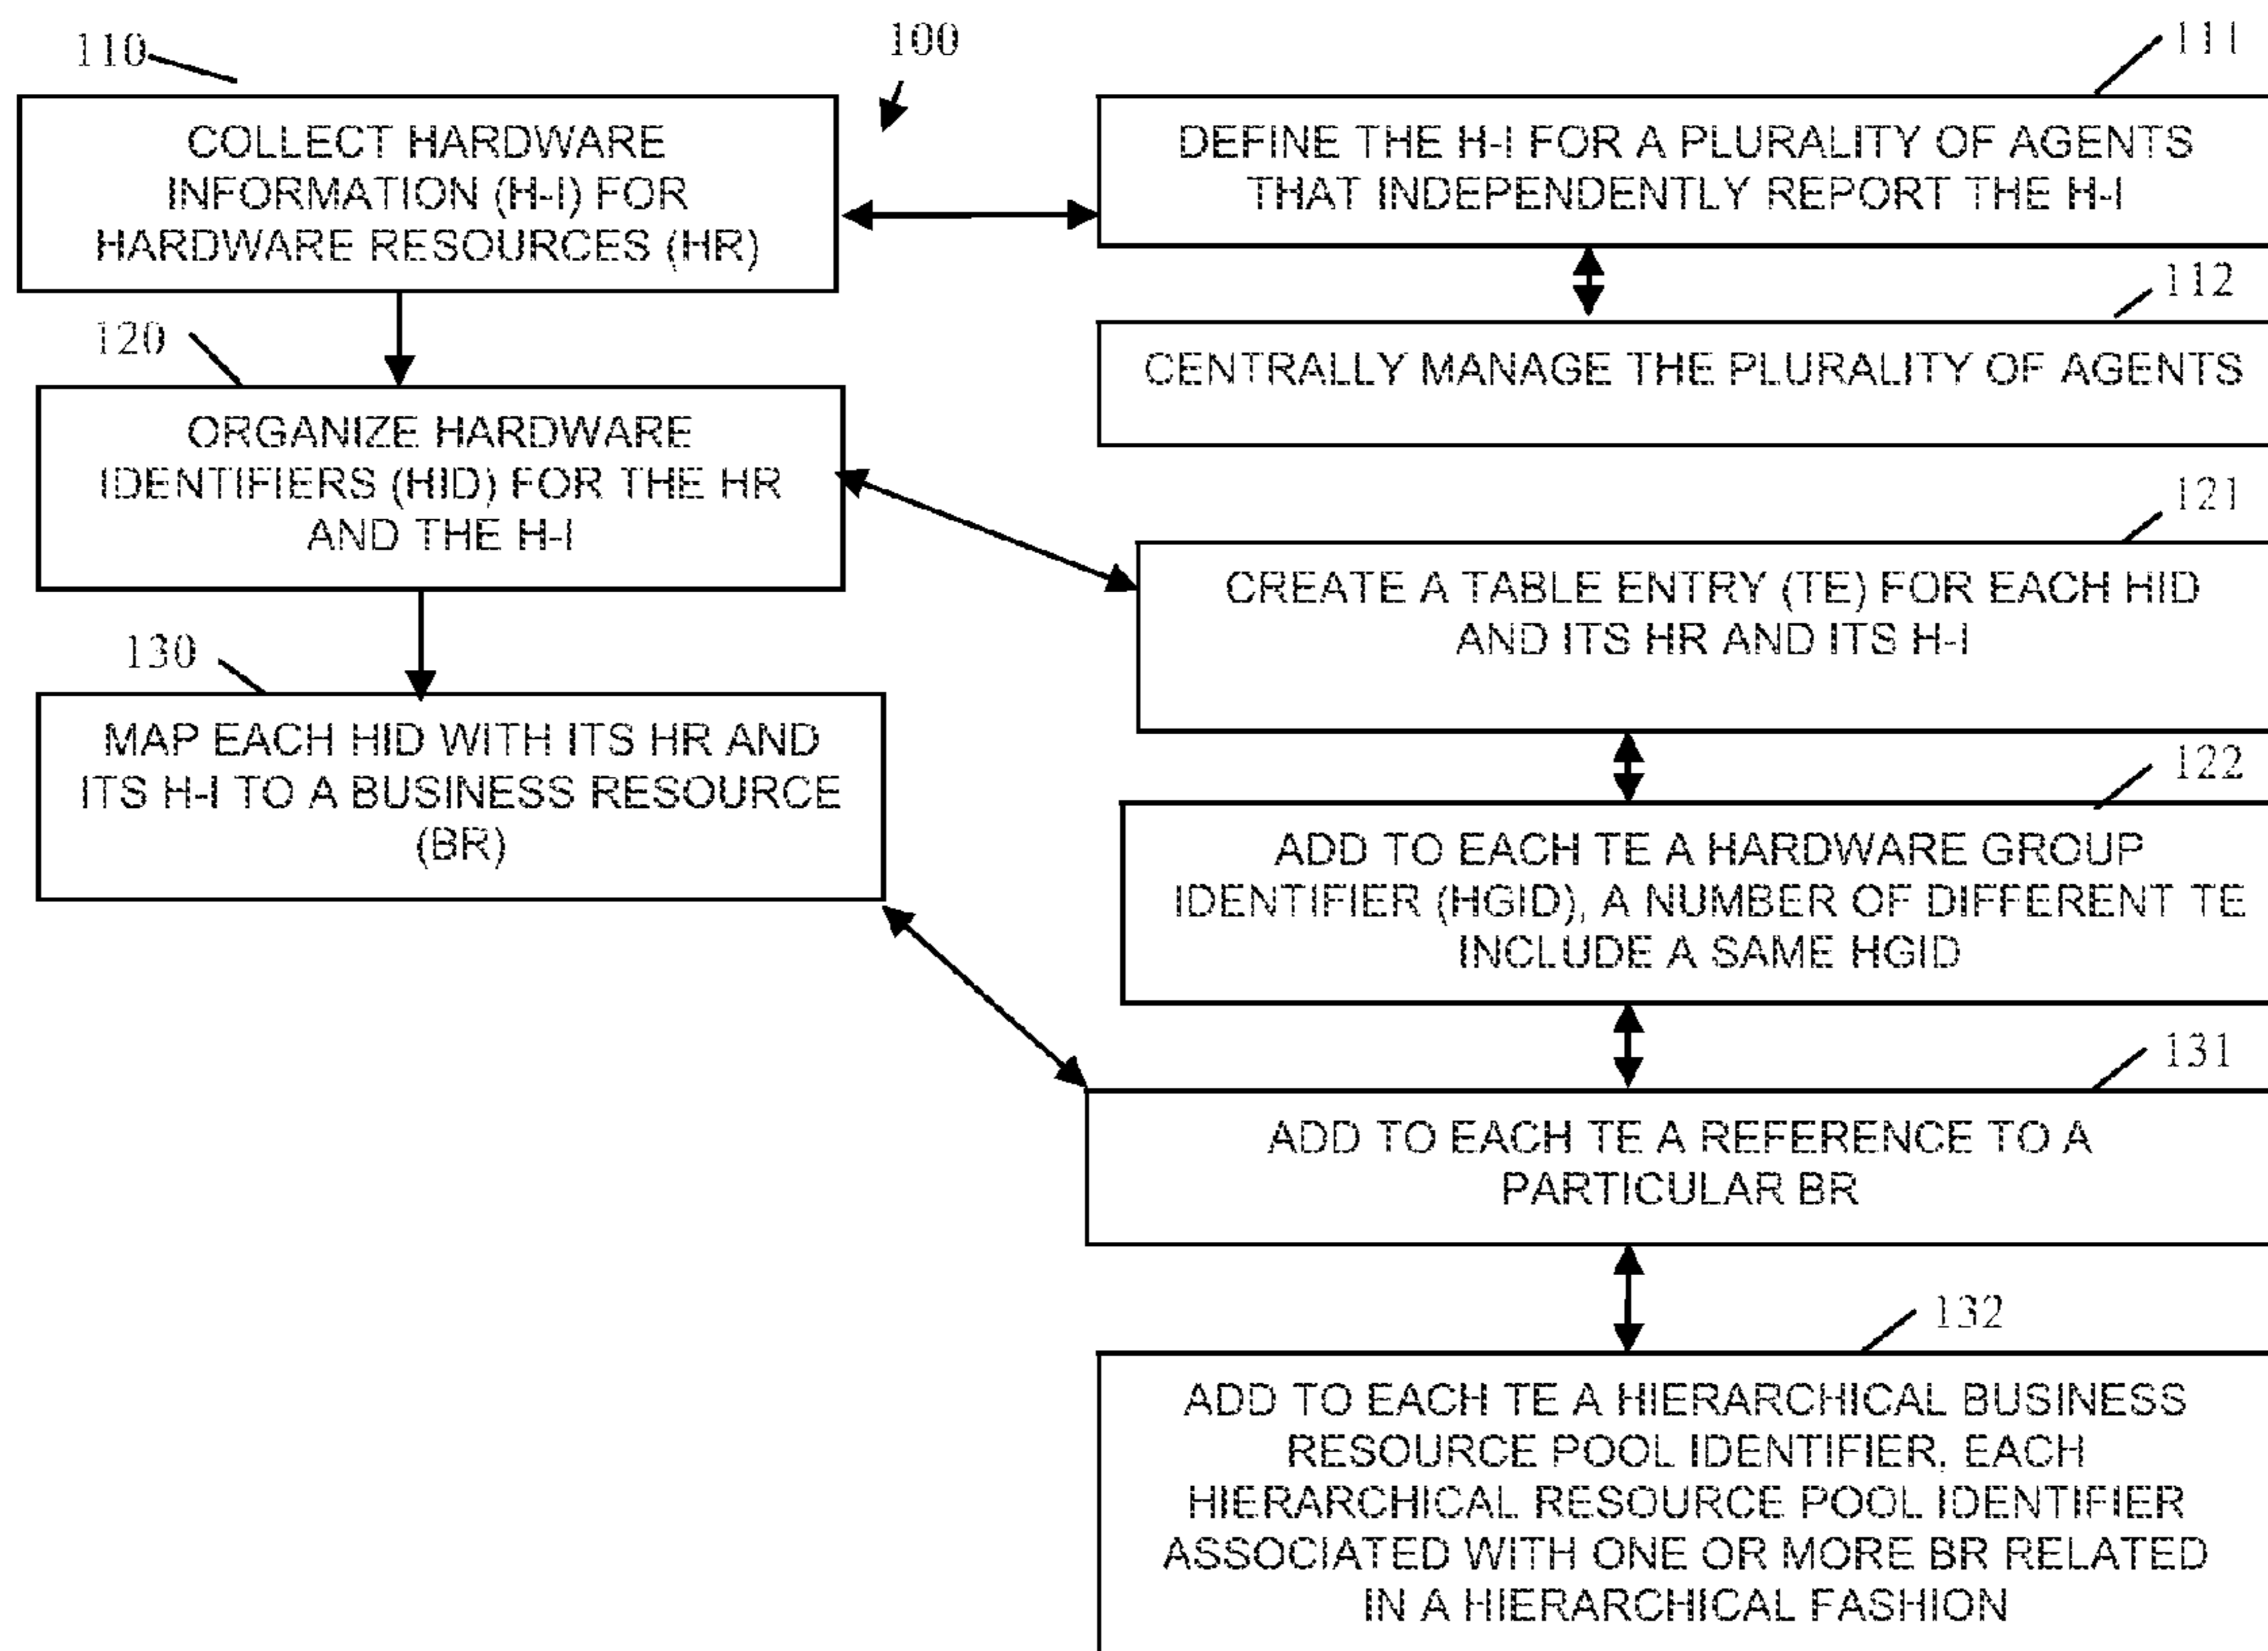 100
110
COLLECT HARDWARE
INFORMATION (H-I) FOR
HARDWARE RESOURCES (HR)
111
DEFINE THE H-I FOR A PLURALITY OF AGENTS
THAT INDEPENDENTLY REPORT THE H-I
112
CENTRALLY MANAGE THE PLURALITY OF AGENTS
120
ORGANIZE HARDWARE
IDENTIFIERS (HID) FOR THE HR
AND THE H-I
121
CREATE A TABLE ENTRY (TE) FOR EACH HID
AND ITS HR AND ITS H-I
122
ADD TO EACH TE A HARDWARE GROUP
IDENTIFIER (HGID), A NUMBER OF DIFFERENT TE
INCLUDE A SAME HGID
130
MAP EACH HID WITH ITS HR AND
ITS H-I TO A BUSINESS RESOURCE
(BR)
131
ADD TO EACH TE A REFERENCE TO A
PARTICULAR BR
132
ADD TO EACH TE A HIERARCHICAL BUSINESS
RESOURCE POOL IDENTIFIER, EACH
HIERARCHICAL RESOURCE POOL IDENTIFIER
ASSOCIATED WITH ONE OR MORE BR RELATED
IN A HIERARCHICAL FASHION